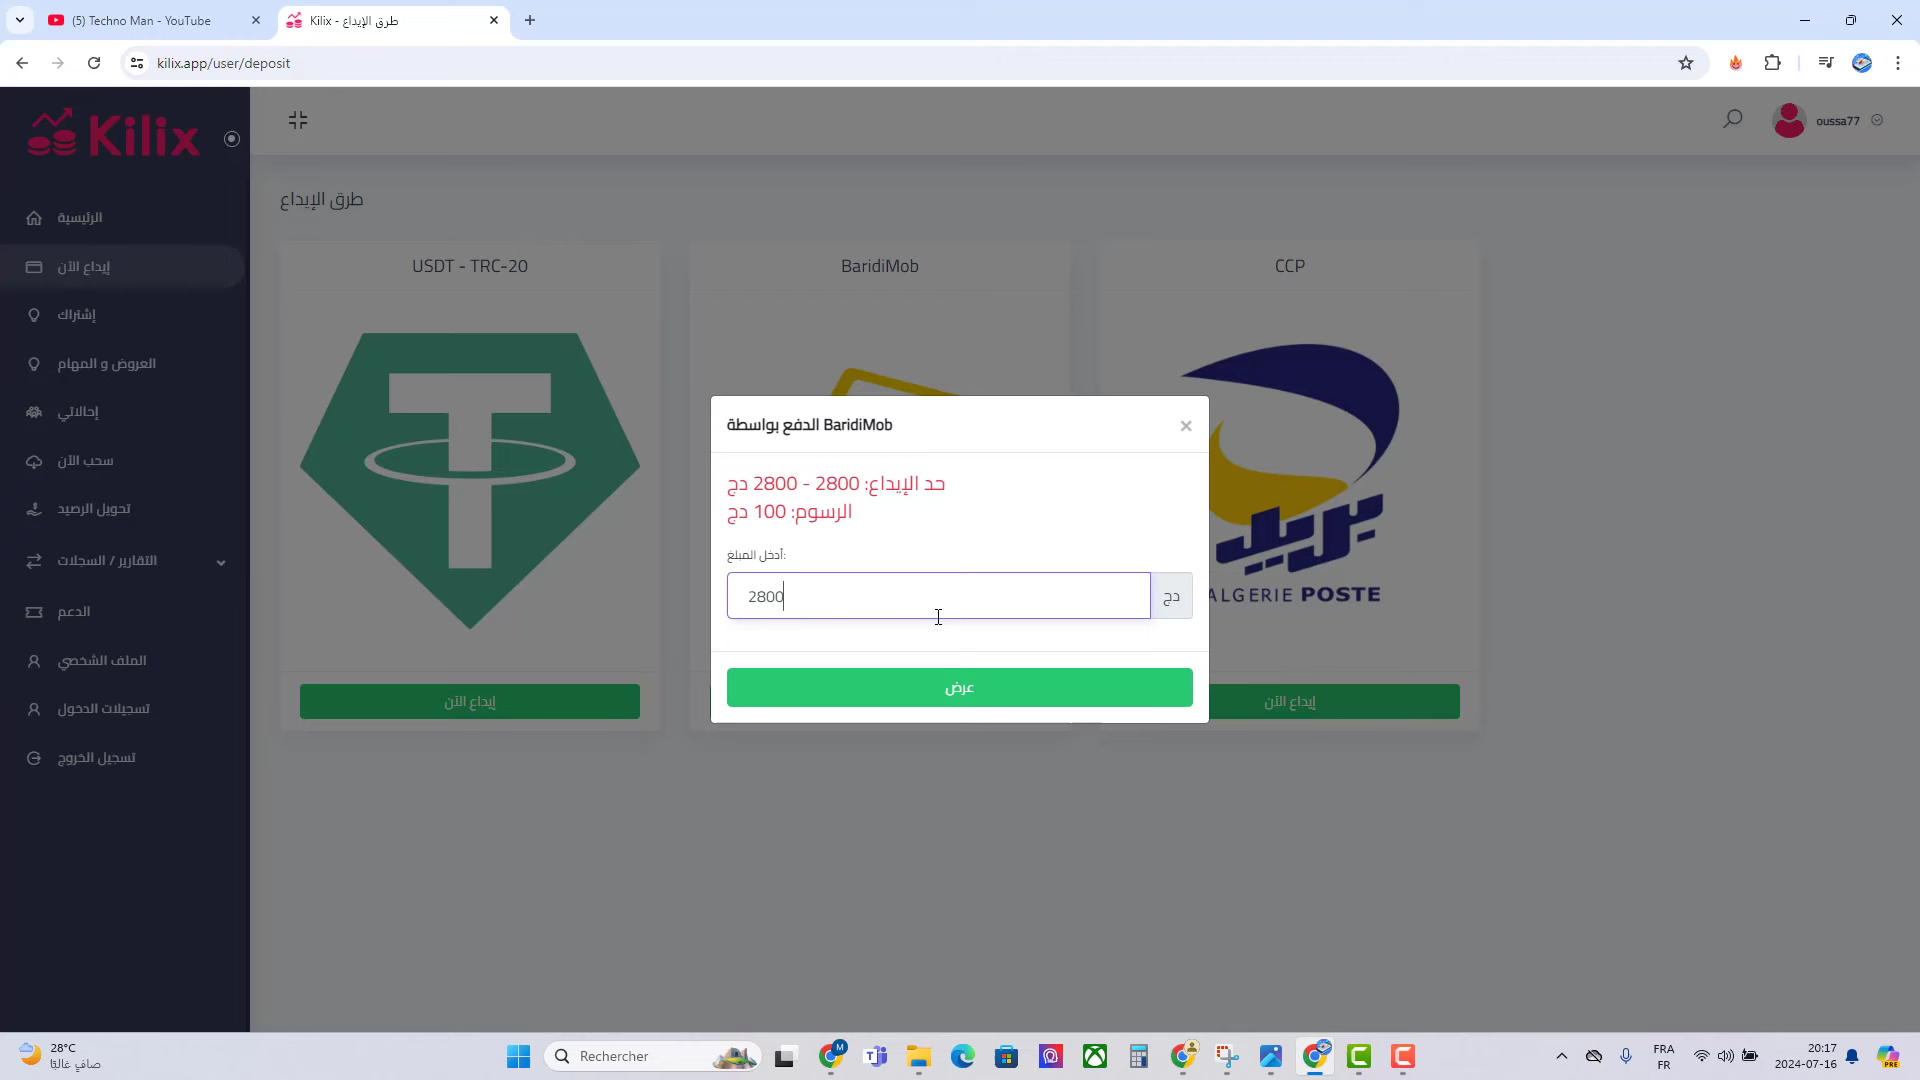 (5) Techno Man - YouTube
Kilix - طرق الإيداع
kilix.app/user/deposit
Kilix
oussa77
الرئيسية
إيداع الآن
إشتراك
العروض و المهام
إحالاتي
سحب الآن
تحويل الرصيد
التقارير / السجلات
الدعم
الملف الشخصي
تسجيلات الدخول
تسجيل الخروج
طرق الإيداع
USDT - TRC-20
BaridiMob
CCP
بريد
ALGERIE POSTE
إيداع الآن
إيداع الآن
الدفع بواسطة BaridiMob
×
حد الإيداع: 2800 - 2800 دج
الرسوم: 100 دج
أدخل المبلغ:
2800
دج
عرض
28°C
صافٍ غالبًا
Rechercher
M
FRA
FR
20:17
2024-07-16
PRE